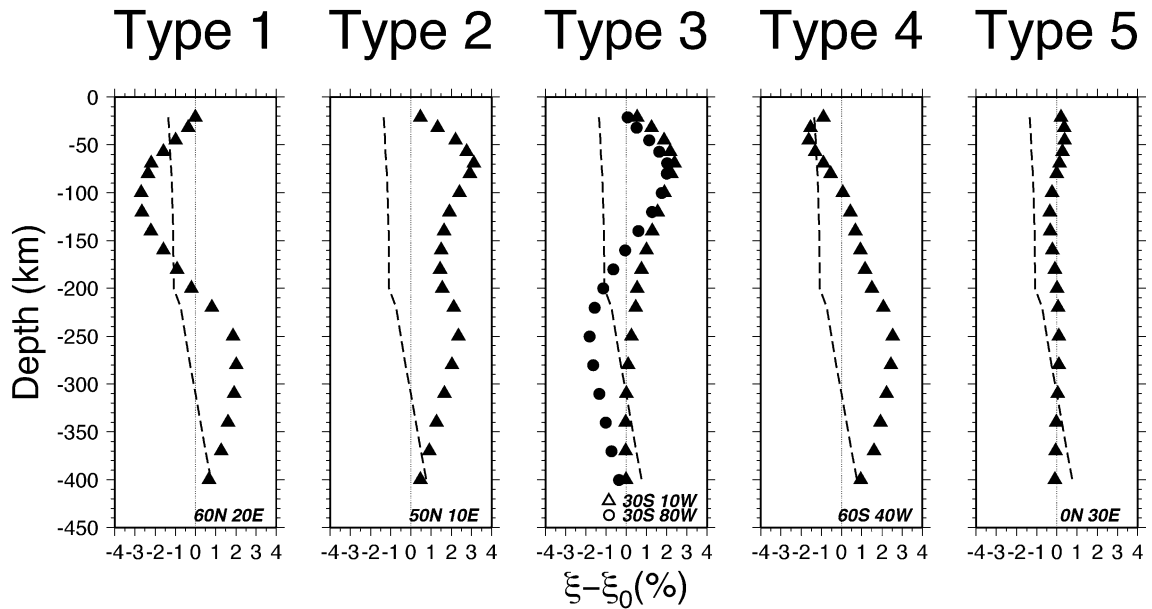 Type 1 Type 2 Type 3 Type 4 Type 5
0
-50
-100
-150
-200
-250
-300
-350
-400
-450
Depth (km)
60N 20E
50N 10E
30S 10W
30S 80W
60S 40W
0N 30E
-4 -3 -2 -1 0 1 2 3 4
-4 -3 -2 -1 0 1 2 3 4
-4 -3 -2 -1 0 1 2 3 4
-4 -3 -2 -1 0 1 2 3 4
-4 -3 -2 -1 0 1 2 3 4
ξ−ξ₀(%)